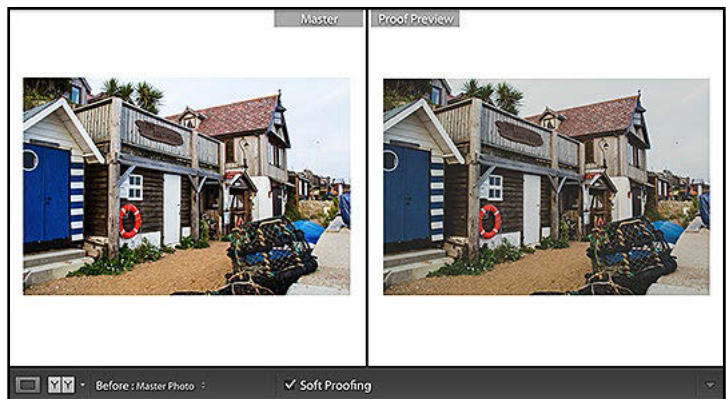 Master
Proof Preview
Y Y
Before : Master Photo
Soft Proofing